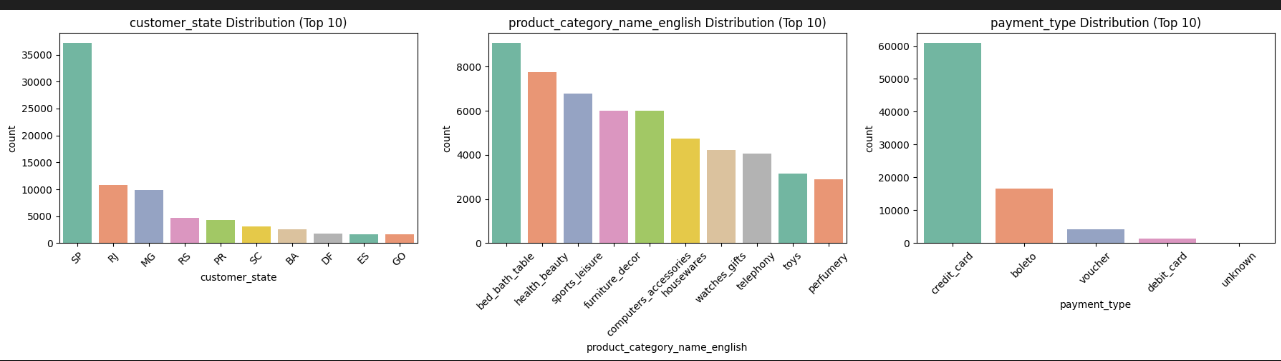 customer_state Distribution (Top 10)
35000
30000
25000
20000
15000
10000
5000
0
count
SP
RJ
MG
RS
PR
SC
BA
DF
ES
GO
customer_state
product_category_name_english Distribution (Top 10)
8000
6000
4000
2000
0
count
bed_bath_table
health_beauty
sports_leisure
furniture_decor
computers_accessories
housewares
watches_gifts
telephony
toys
perfumery
product_category_name_english
payment_type Distribution (Top 10)
60000
50000
40000
30000
20000
10000
0
count
credit_card
boleto
voucher
debit_card
unknown
payment_type